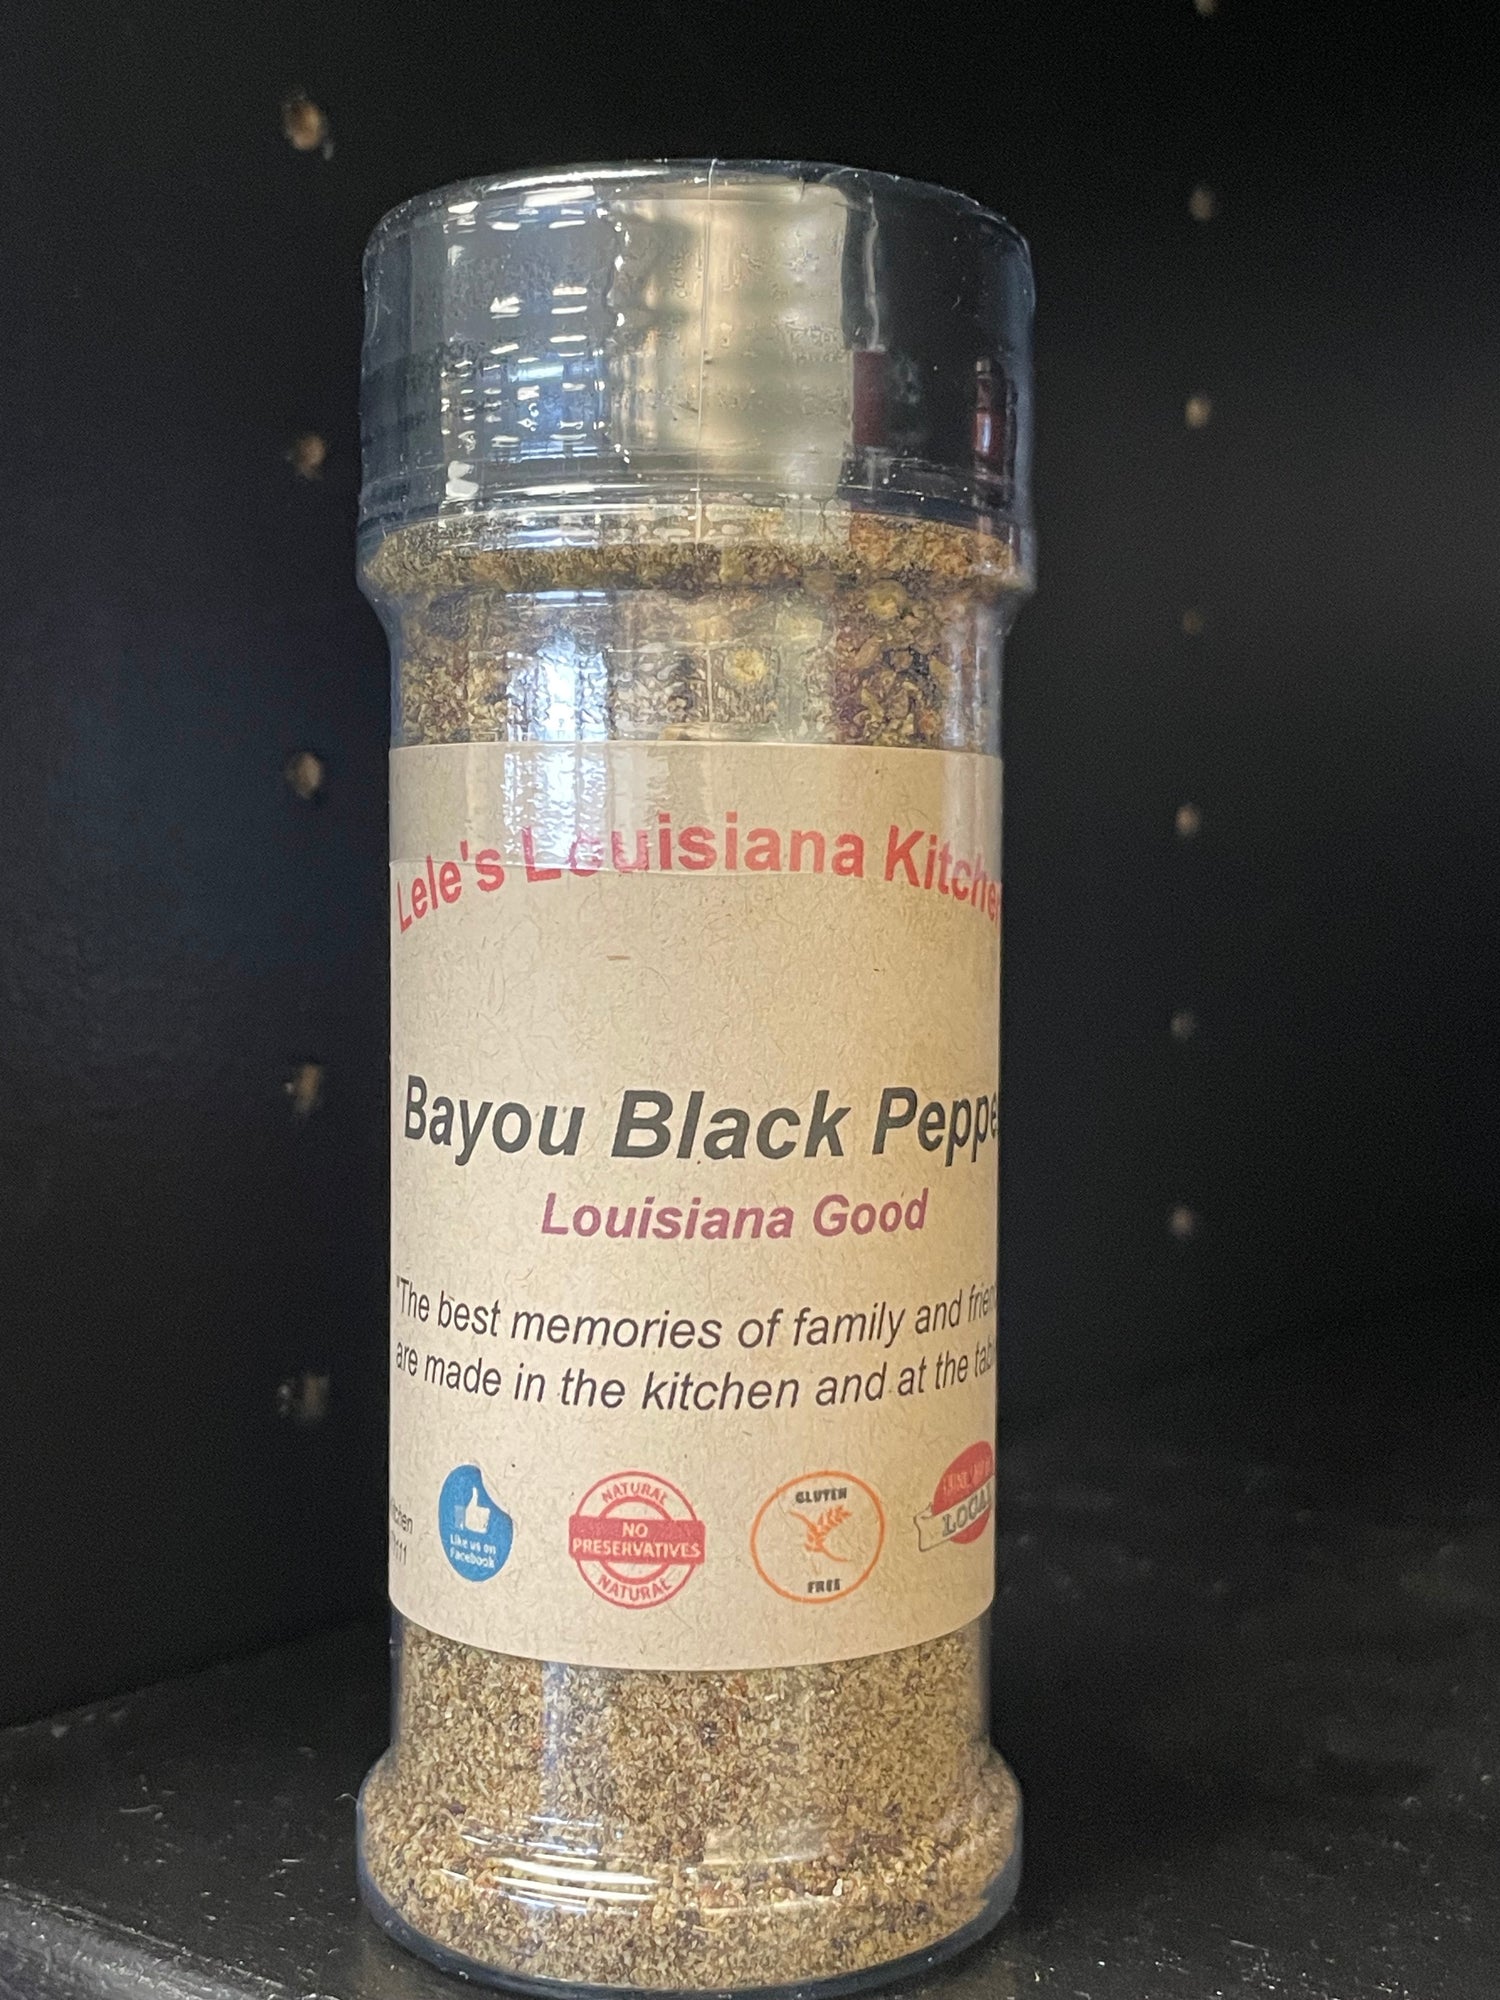 Lele's Louisiana Kitchen
Bayou Black Peppe
Louisiana Good
"The best memories of family and frien
are made in the kitchen and at the tab
Like us on
Facebook
NATURAL
NO
PRESERVATIVES
NATURAL
GLUTEN
FREE
LOCAL